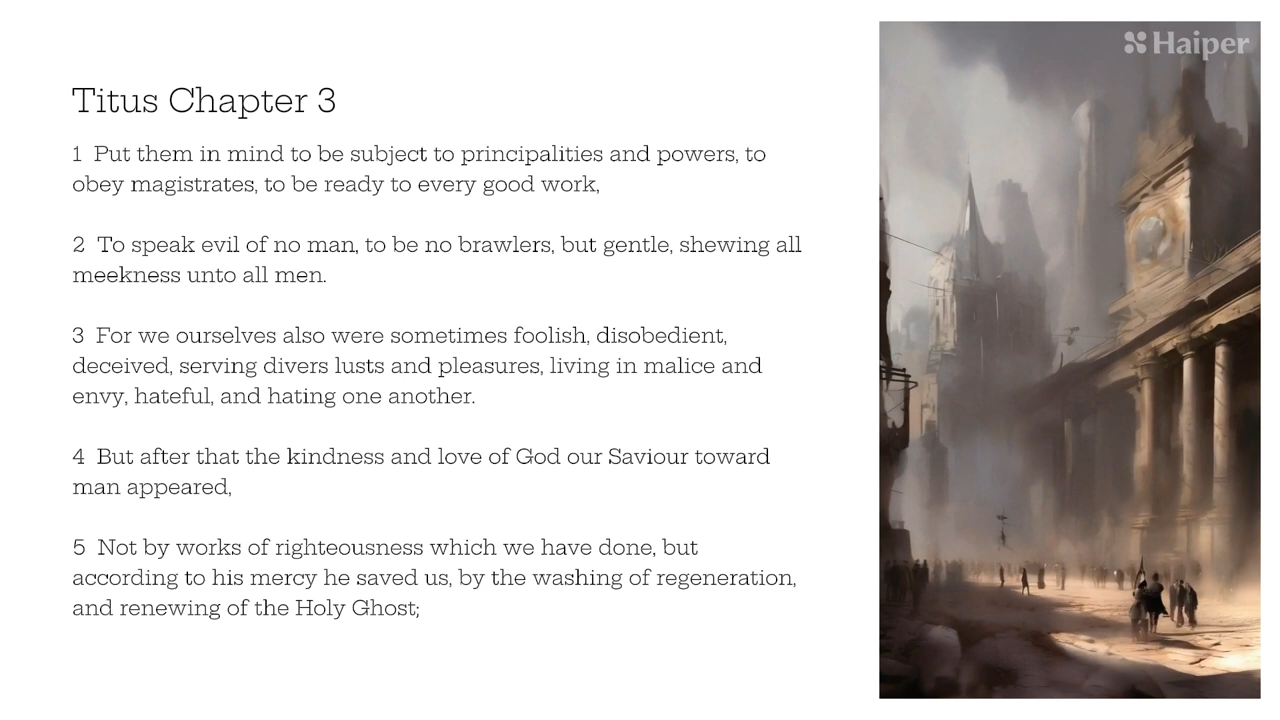 Titus Chapter 3
1 Put them in mind to be subject to principalities and powers, to
obey magistrates, to be ready to every good work,
2 To speak evil of no man, to be no brawlers, but gentle, shewing all
meekness unto all men.
3 For we ourselves also were sometimes foolish, disobedient,
deceived, serving divers lusts and pleasures, living in malice and
envy, hateful, and hating one another.
4 But after that the kindness and love of God our Saviour toward
man appeared,
5 Not by works of righteousness which we have done, but
according to his mercy he saved us, by the washing of regeneration,
and renewing of the Holy Ghost;
Haiper